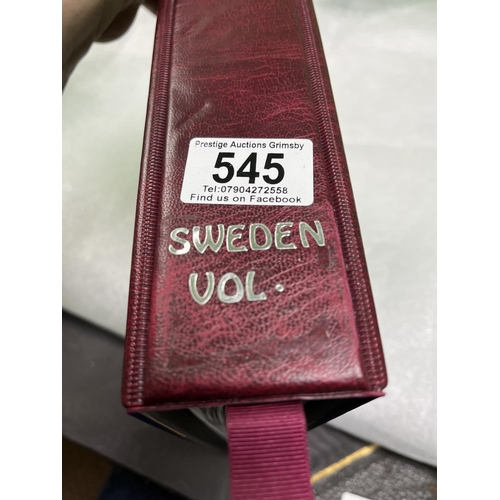 Prestige Auctions Grimsby
545
Tel:07904272558
Find us on Facebook
SWEDEN
VOL.